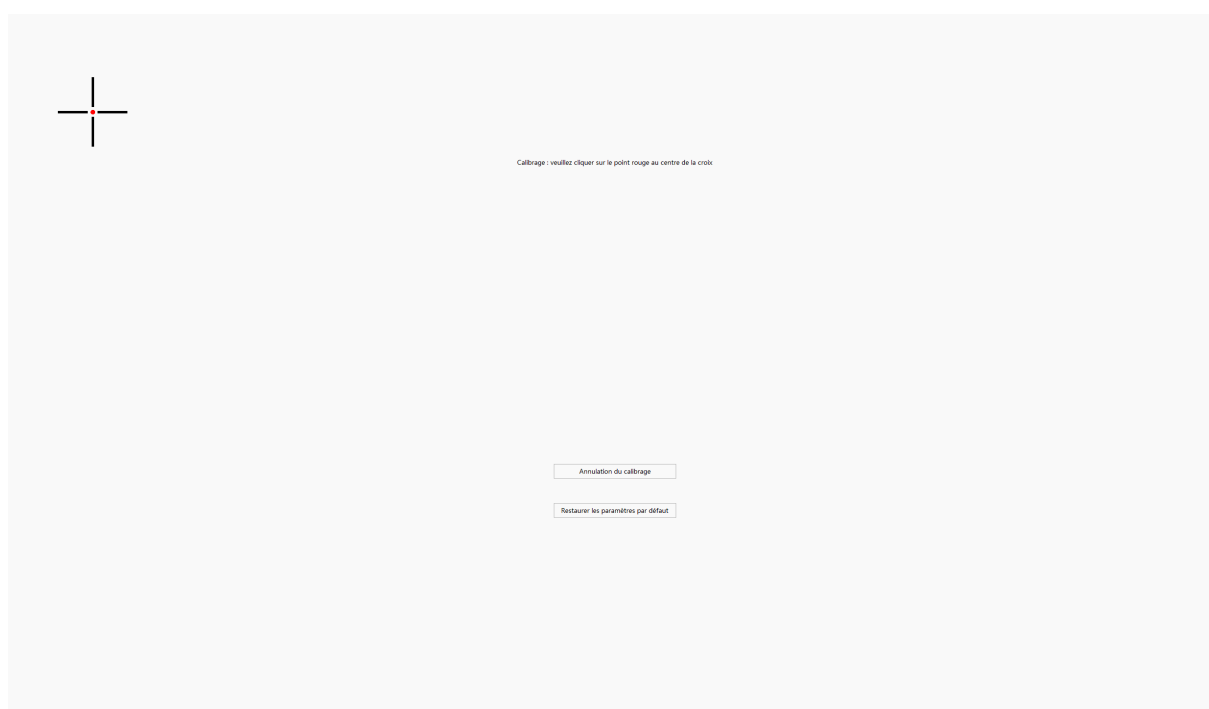 Calibrage : veuillez cliquer sur le point rouge au centre de la croix
Annulation du calibrage
Restaurer les paramètres par défaut